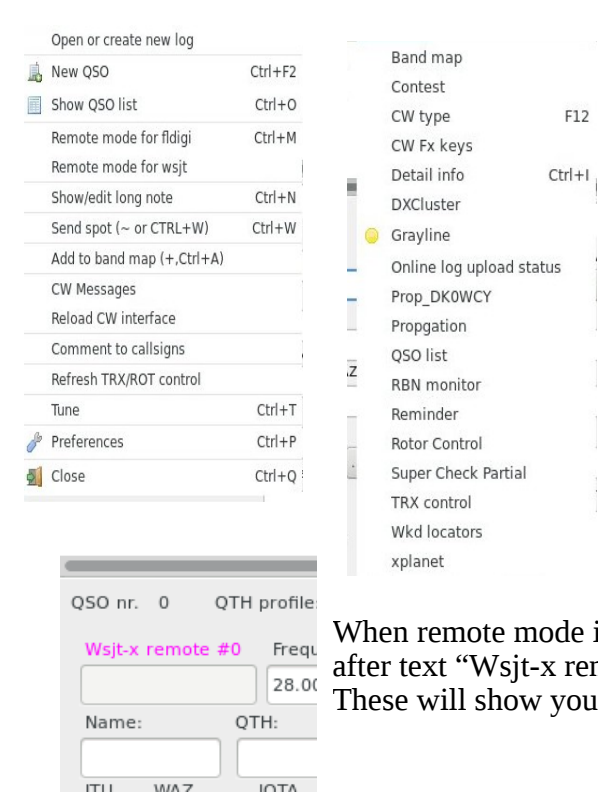 Open or create new log
New QSO Ctrl+F2
Show QSO list Ctrl+O
Remote mode for fldigi Ctrl+M
Remote mode for wsjt
Show/edit long note Ctrl+N
Send spot (~ or CTRL+W) Ctrl+W
Add to band map (+,Ctrl+A)
CW Messages
Reload CW interface
Comment to callsigns
Refresh TRX/ROT control
Tune Ctrl+T
Preferences Ctrl+P
Close Ctrl+Q
Band map
Contest
CW type F12
CW Fx keys
Detail info Ctrl+I
DXCluster
Grayline
Online log upload status
Prop_DK0WCY
Propgation
QSO list
RBN monitor
Reminder
Rotor Control
Super Check Partial
TRX control
Wkd locators
xplanet
QSO nr. 0 QTH profile
Wsjt-x remote #0 Frequ
28.00
Name: QTH:
ITU WAZ IOTA
When remote mode i
after text “Wsjt-x rer
These will show you